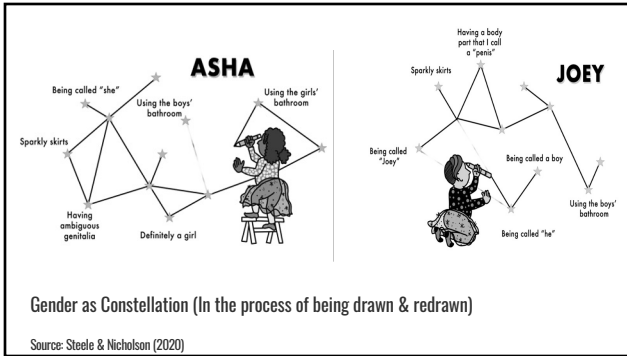 ASHA
Being called "she"
Using the boys'
bathroom
Using the girls'
bathroom
Sparkly skirts
Having
ambiguous
genitalia
Definitely a girl
Having a body
part that I call
a "penis"
JOEY
Sparkly skirts
Being called
"Joey"
Being called a boy
Using the boys'
bathroom
Being called "he"
Gender as Constellation (In the process of being drawn & redrawn)
Source: Steele & Nicholson (2020)